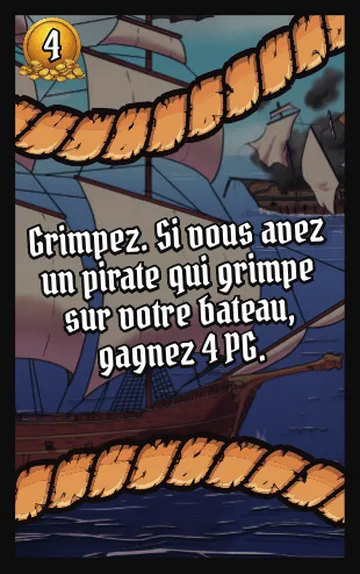 4
Grimpez. Si vous avez
un pirate qui grimpe
sur votre bateau,
gagnez 4 PG.